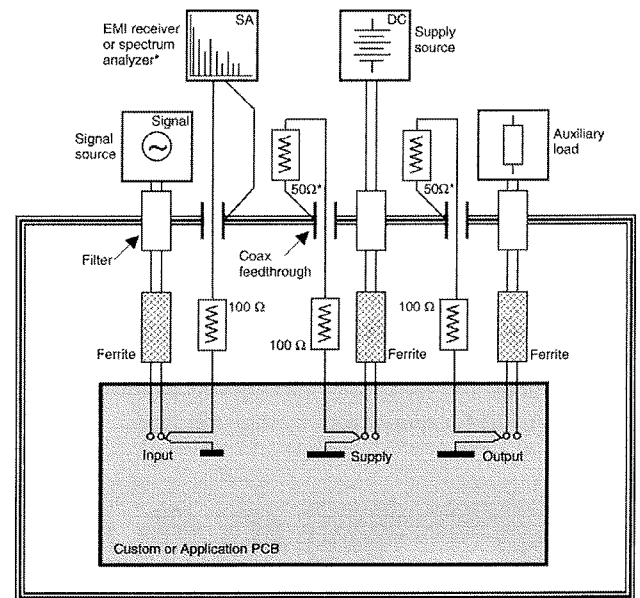 EMI receiver
or spectrum
analyzer*
SA
DC
Supply
source
Signal
source
Signal
Auxiliary
load
50Ω*
50Ω*
Filter
Coax
feedthrough
100 Ω
100 Ω
100 Ω
Ferrite
Ferrite
Ferrite
Input
Supply
Output
Custom or Application PCB